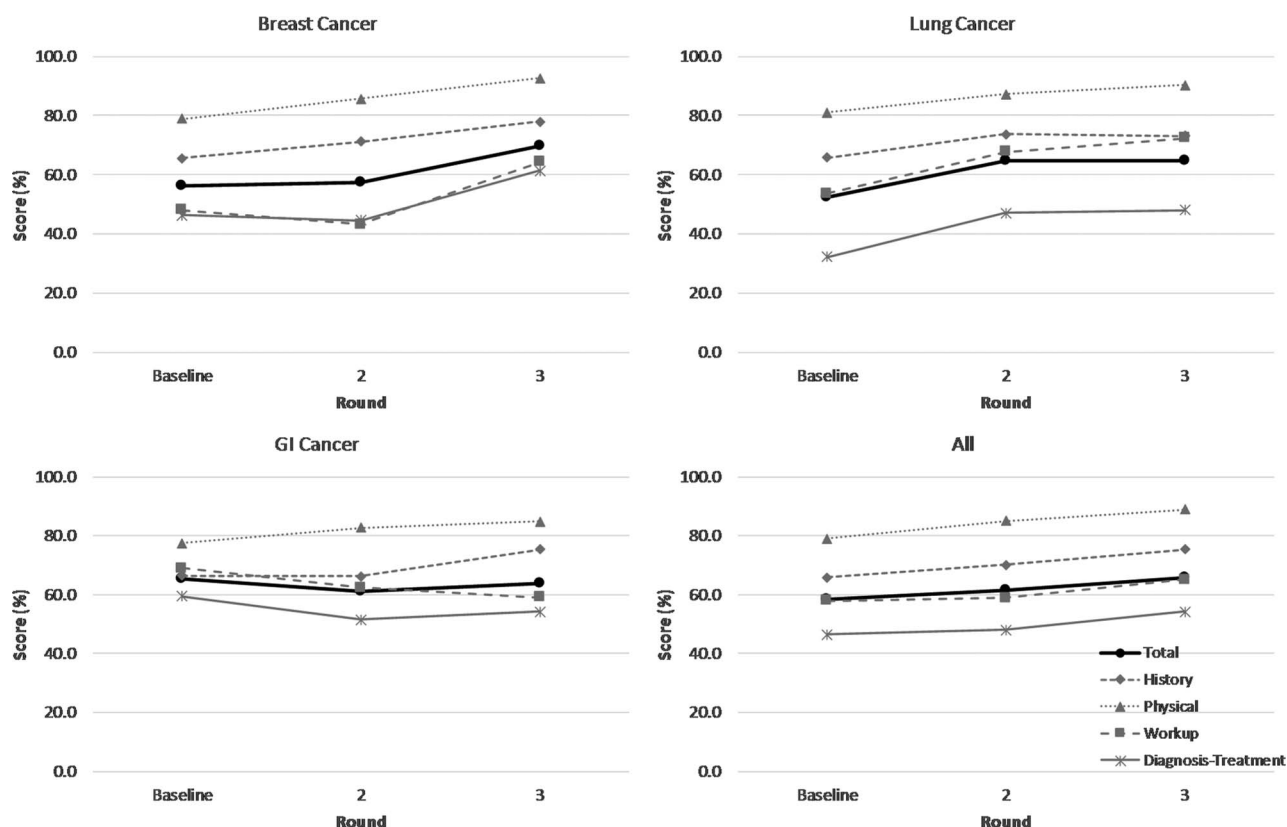 Breast Cancer
100.0
80.0
60.0
40.0
20.0
0.0
Score (%)
Baseline 2 3
Round
Lung Cancer
100.0
80.0
60.0
40.0
20.0
0.0
Score (%)
Baseline 2 3
Round
GI Cancer
100.0
80.0
60.0
40.0
20.0
0.0
Score (%)
Baseline 2 3
Round
All
100.0
80.0
60.0
40.0
20.0
0.0
Score (%)
Baseline 2 3
Round
Total
History
Physical
Workup
Diagnosis-Treatment